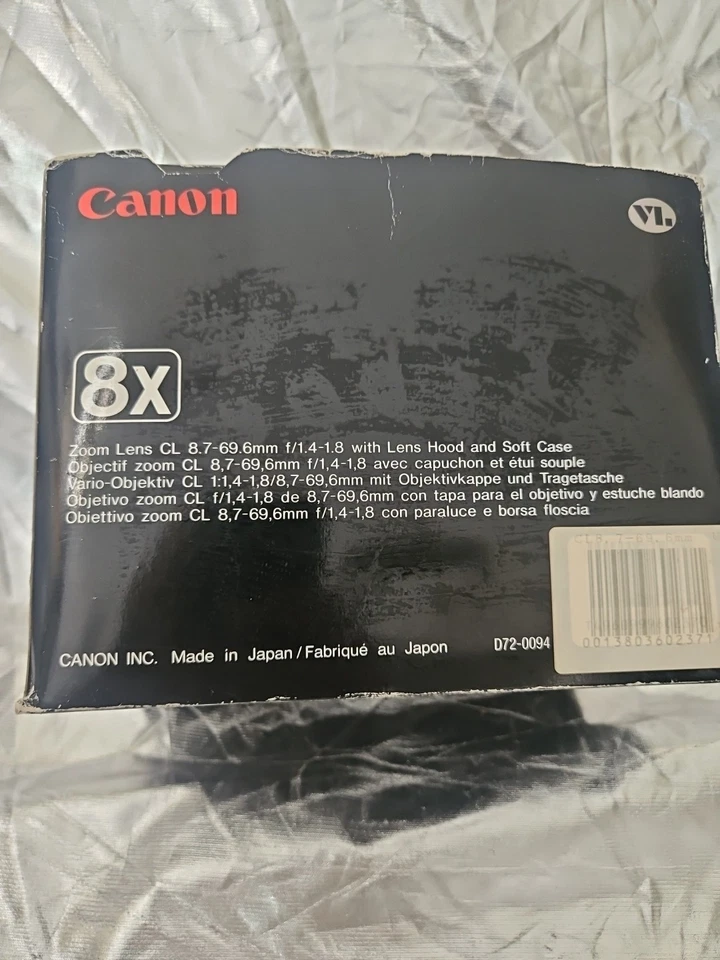 Canon
VL
8x
Zoom Lens CL 8.7-69.6mm f/1.4-1.8 with Lens Hood and Soft Case
Objectif zoom CL 8,7-69,6mm f/1,4-1,8 avec capuchon et étui souple
Vario-Objektiv CL 1:1,4-1,8/8,7-69,6mm mit Objektivkappe und Tragetasche
Objetivo zoom CL f/1,4-1,8 de 8,7-69,6mm con tapa para el objetivo y estuche blando
Obiettivo zoom CL 8,7-69,6mm f/1,4-1,8 con paraluce e borsa floscia
CL8.7-69.6mm
0013803602371
CANON INC. Made in Japan/Fabriqué au Japon
D72-0094